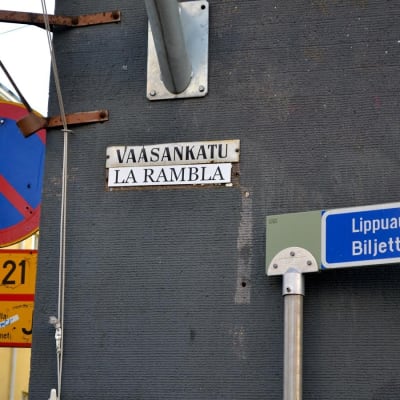 VAASANKATU
LA RAMBLA
Lippuau
Biljett
21